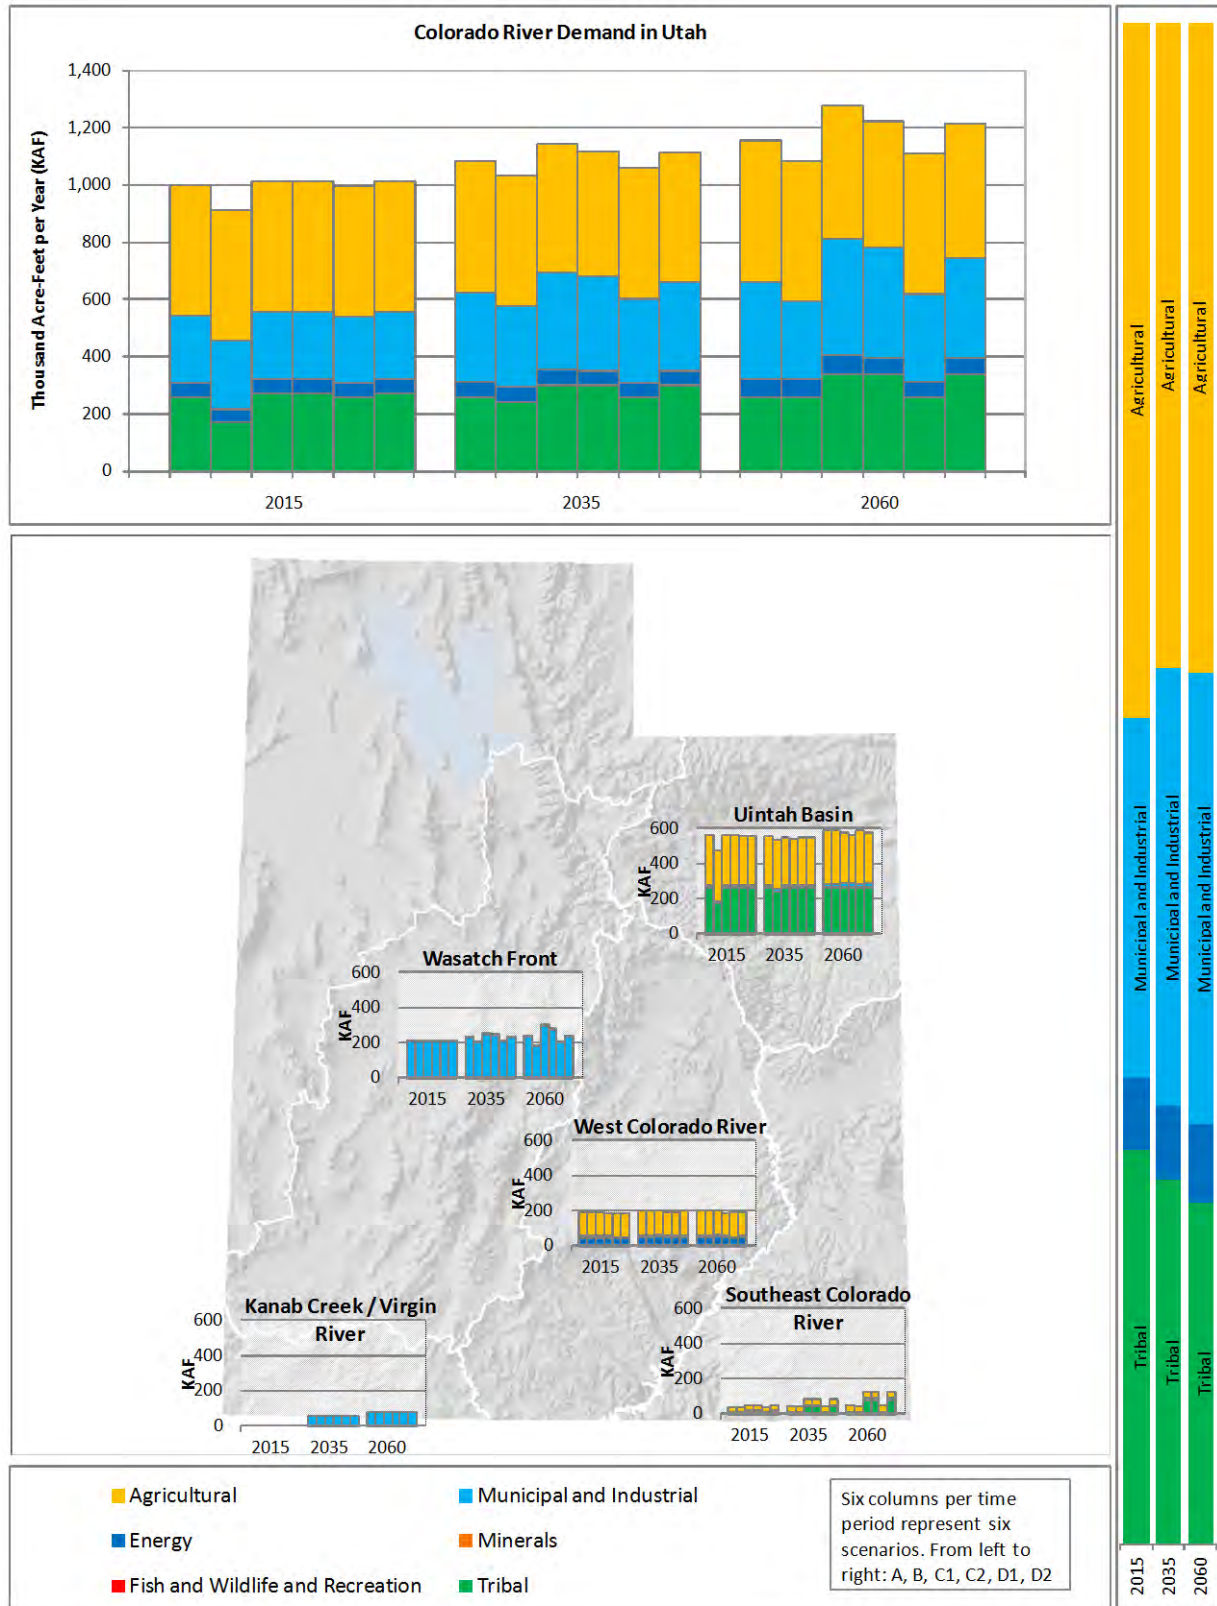 Colorado River Demand in Utah
Thousand Acre-Feet per Year (KAF)
1,400
1,200
1,000
800
600
400
200
0
2015
2035
2060
Uintah Basin
KAF
600
400
200
0
2015
2035
2060
Wasatch Front
KAF
600
400
200
0
2015
2035
2060
West Colorado River
KAF
600
400
200
0
2015
2035
2060
Southeast Colorado
River
KAF
600
400
200
0
2015
2035
2060
Kanab Creek / Virgin
River
KAF
600
400
200
0
2015
2035
2060
Agricultural
Municipal and Industrial
Energy
Minerals
Fish and Wildlife and Recreation
Tribal
Six columns per time
period represent six
scenarios. From left to
right: A, B, C1, C2, D1, D2
Agricultural
Agricultural
Agricultural
Municipal and Industrial
Municipal and Industrial
Municipal and Industrial
Tribal
Tribal
Tribal
2015
2035
2060